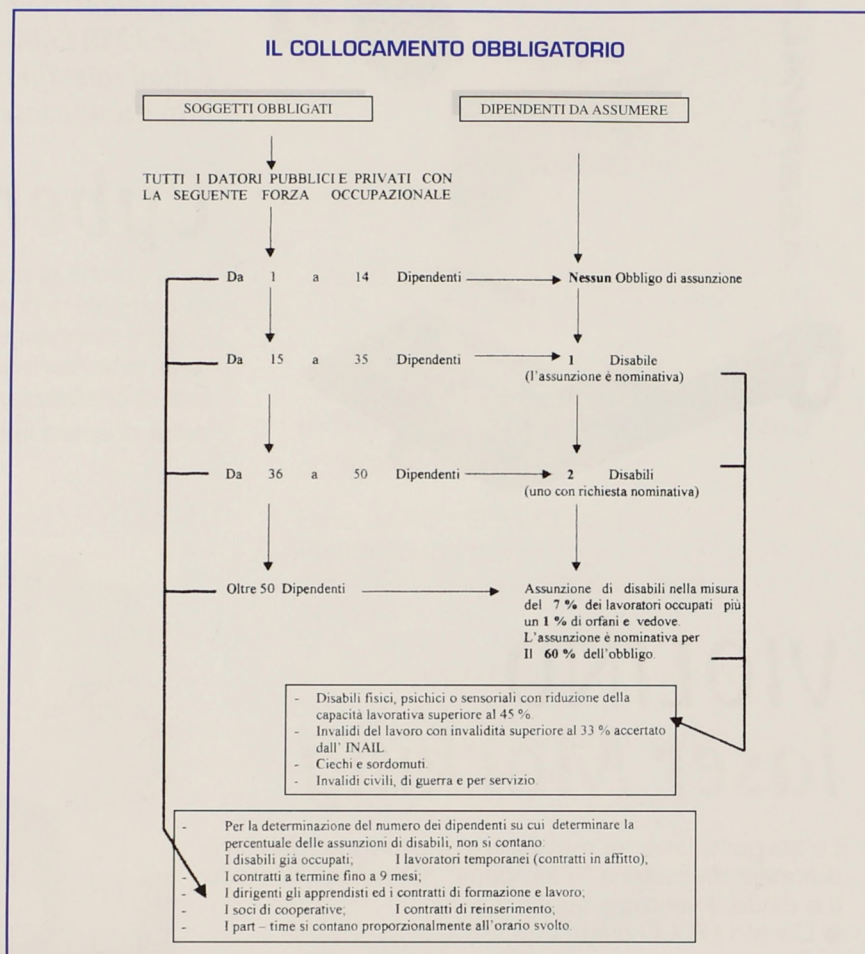 IL COLLOCAMENTO OBBLIGATORIO
SOGGETTI OBBLIGATI
DIPENDENTI DA ASSUMERE
TUTTI I DATORI PUBBLICI E PRIVATI CON
LA SEGUENTE FORZA OCCUPAZIONALE
Da 1 a 14 Dipendenti
Nessun Obbligo di assunzione
Da 15 a 35 Dipendenti
1 Disabile
(l'assunzione è nominativa)
Da 36 a 50 Dipendenti
2 Disabili
(uno con richiesta nominativa)
Oltre 50 Dipendenti
Assunzione di disabili nella misura
del 7 % dei lavoratori occupati più
un 1 % di orfani e vedove.
L'assunzione è nominativa per
Il 60 % dell'obbligo.
- Disabili fisici, psichici o sensoriali con riduzione della
capacità lavorativa superiore al 45 %.
- Invalidi del lavoro con invalidità superiore al 33 % accertato
dall' INAIL.
- Ciechi e sordomuti.
- Invalidi civili, di guerra e per servizio.
- Per la determinazione del numero dei dipendenti su cui determinare la
percentuale delle assunzioni di disabili, non si contano:
I disabili già occupati; I lavoratori temporanei (contratti in affitto);
- I contratti a termine fino a 9 mesi;
- I dirigenti gli apprendisti ed i contratti di formazione e lavoro;
- I soci di cooperative; I contratti di reinserimento;
- I part – time si contano proporzionalmente all'orario svolto.